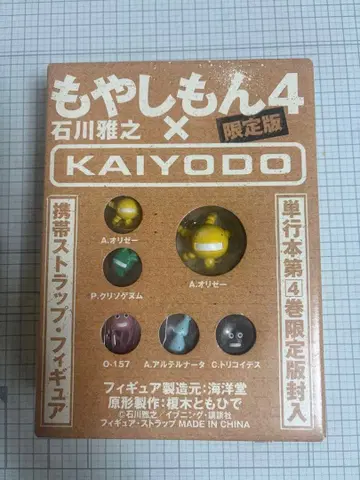 もやしもん4
石川雅之 × 限定版
KAIYODO
携帯ストラップ・フィギュア
単行本第4巻限定版封入
A.オリゼー
A.オリゼー
P.クリソゲヌム
O-157
A.アルテルナータ
C.トリコイデス
フィギュア製造元:海洋堂
原形製作:榎木ともひで
©石川雅之/イブニング・講談社
フィギュア・ストラップ MADE IN CHINA